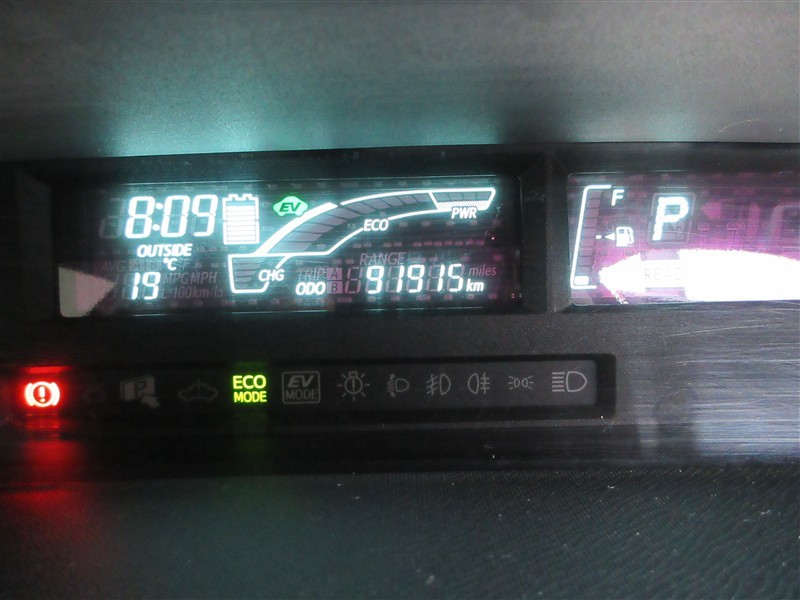 8:09
EV
F
P
OUTSIDE
ECO
PWR
°C
19
MPG MPH
CHG
RANGE
TRIP A
B
ODO
91915
miles
km
ECO
MODE
EV
MODE